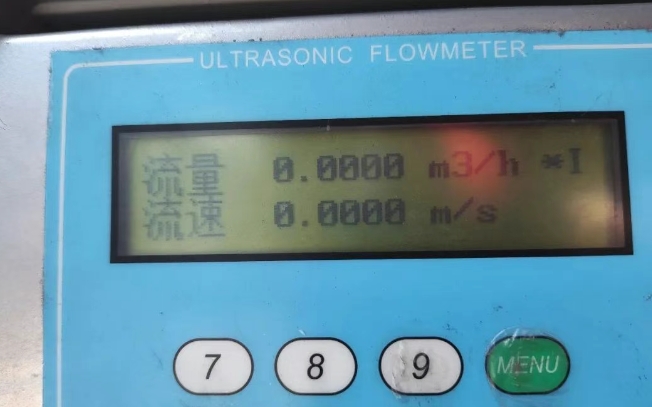 ULTRASONIC FLOWMETER
流量 0.0000 m3/h *I
流速 0.0000 m/s
7 8 9 MENU